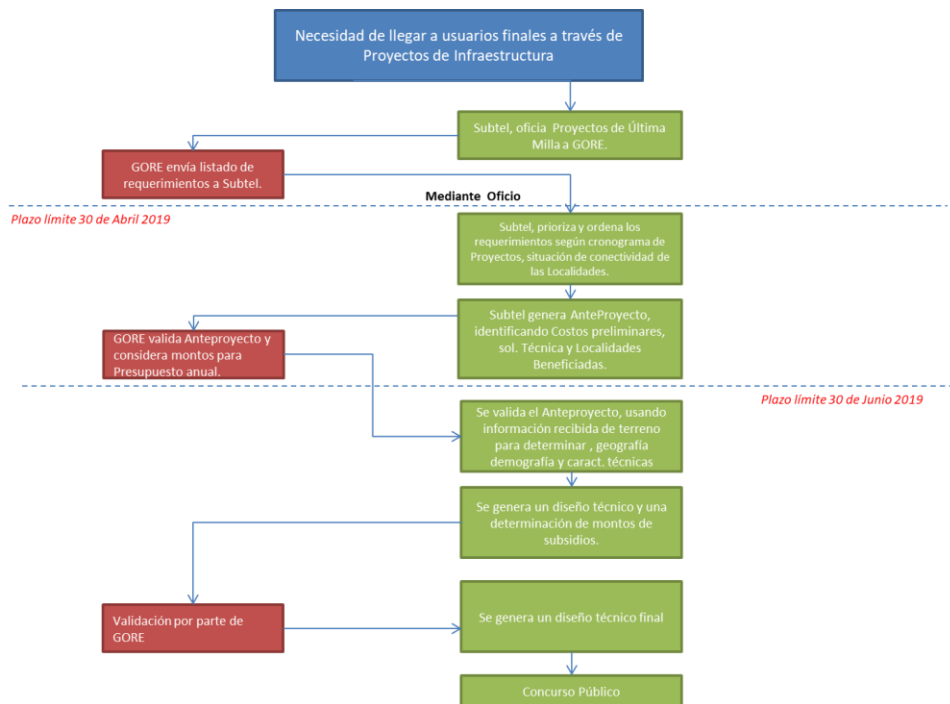 Necesidad de llegar a usuarios finales a través de
Proyectos de Infraestructura
Subtel, oficia Proyectos de Última
Milla a GORE.
GORE envía listado de
requerimientos a Subtel.
Mediante Oficio
Plazo límite 30 de Abril 2019
Subtel, prioriza y ordena los
requerimientos según cronograma de
Proyectos, situación de conectividad de
las Localidades.
Subtel genera AnteProyecto,
identificando Costos preliminares,
sol. Técnica y Localidades
Beneficiadas.
GORE valida Anteproyecto y
considera montos para
Presupuesto anual.
Plazo límite 30 de Junio 2019
Se valida el Anteproyecto, usando
información recibida de terreno
para determinar , geografía
demografía y caract. técnicas
Se genera un diseño técnico y una
determinación de montos de
subsidios.
Validación por parte de
GORE
Se genera un diseño técnico final
Concurso Público